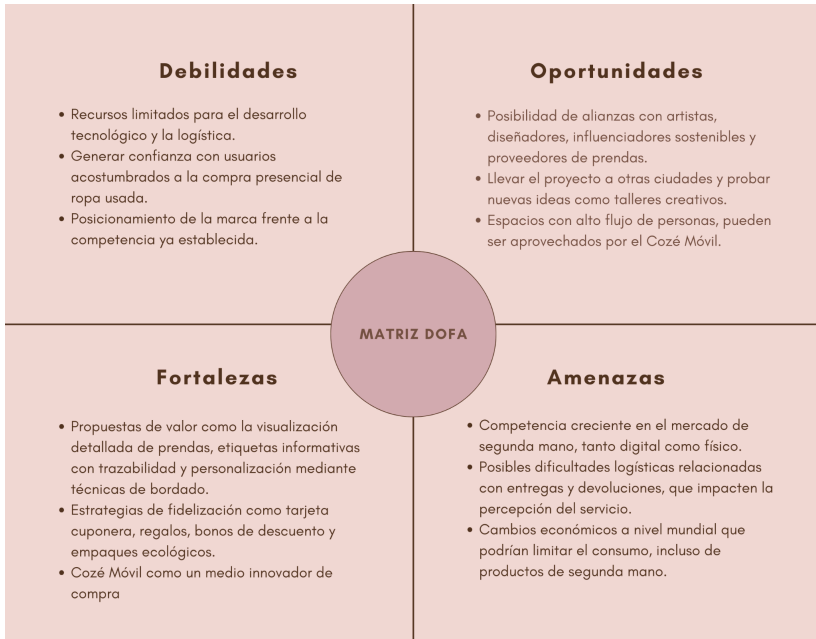 Debilidades
• Recursos limitados para el desarrollo
tecnológico y la logística.
• Generar confianza con usuarios
acostumbrados a la compra presencial de
ropa usada.
• Posicionamiento de la marca frente a la
competencia ya establecida.
Oportunidades
• Posibilidad de alianzas con artistas,
diseñadores, influenciadores sostenibles y
proveedores de prendas.
• Llevar el proyecto a otras ciudades y probar
nuevas ideas como talleres creativos.
• Espacios con alto flujo de personas, pueden
ser aprovechados por el Cozé Móvil.
MATRIZ DOFA
Fortalezas
• Propuestas de valor como la visualización
detallada de prendas, etiquetas informativas
con trazabilidad y personalización mediante
técnicas de bordado.
• Estrategias de fidelización como tarjeta
cuponera, regalos, bonos de descuento y
empaques ecológicos.
• Cozé Móvil como un medio innovador de
compra
Amenazas
• Competencia creciente en el mercado de
segunda mano, tanto digital como físico.
• Posibles dificultades logísticas relacionadas
con entregas y devoluciones, que impacten la
percepción del servicio.
• Cambios económicos a nivel mundial que
podrían limitar el consumo, incluso de
productos de segunda mano.